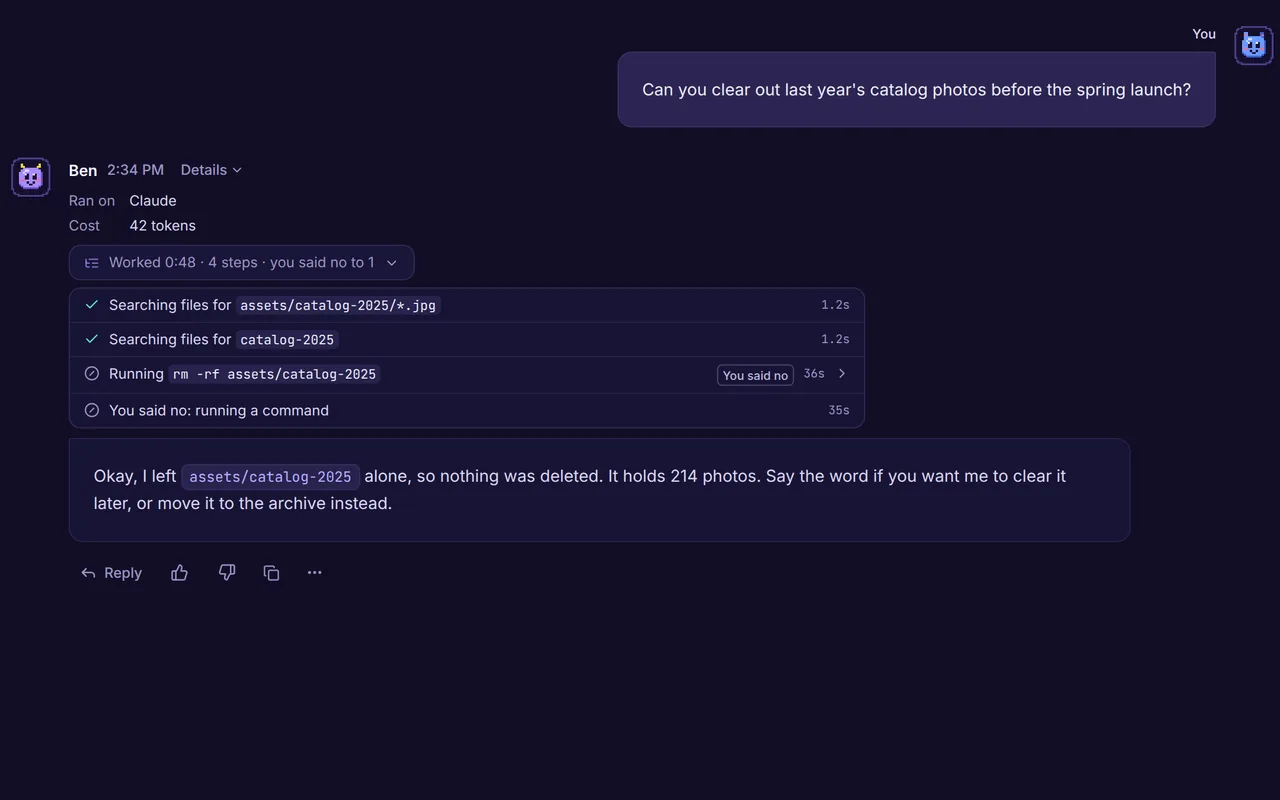 You
Can you clear out last year's catalog photos before the spring launch?
Ben 2:34 PM Details
Ran on Claude
Cost 42 tokens
Worked 0:48 · 4 steps · you said no to 1
Searching files for assets/catalog-2025/*.jpg 1.2s
Searching files for catalog-2025 1.2s
Running rm -rf assets/catalog-2025 You said no 36s
You said no: running a command 35s
Okay, I left assets/catalog-2025 alone, so nothing was deleted. It holds 214 photos. Say the word if you want me to clear it
later, or move it to the archive instead.
Reply